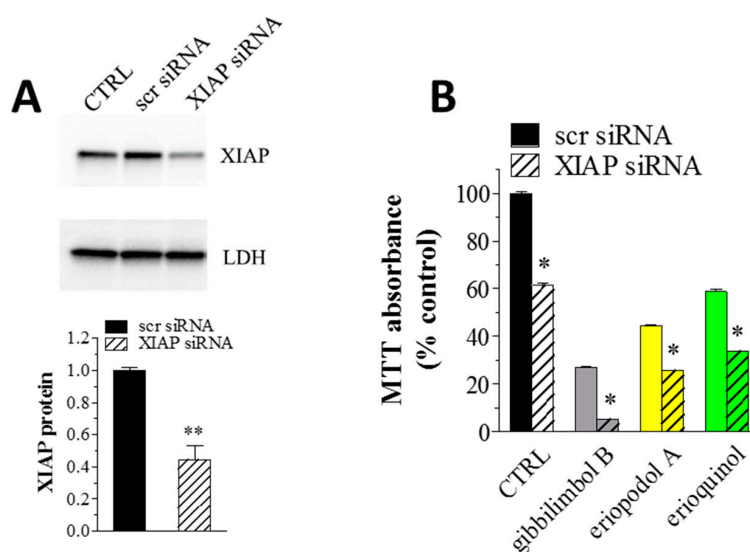 A
CTRL
scr siRNA
XIAP siRNA
XIAP
LDH
scr siRNA
XIAP siRNA
XIAP protein
1.2
1.0
0.8
0.6
0.4
0.2
0.0
**
B
scr siRNA
XIAP siRNA
MTT absorbance
(% control)
100
80
60
40
20
0
*
*
*
*
CTRL
gibbilimbol B
eriopodol A
erioquinol